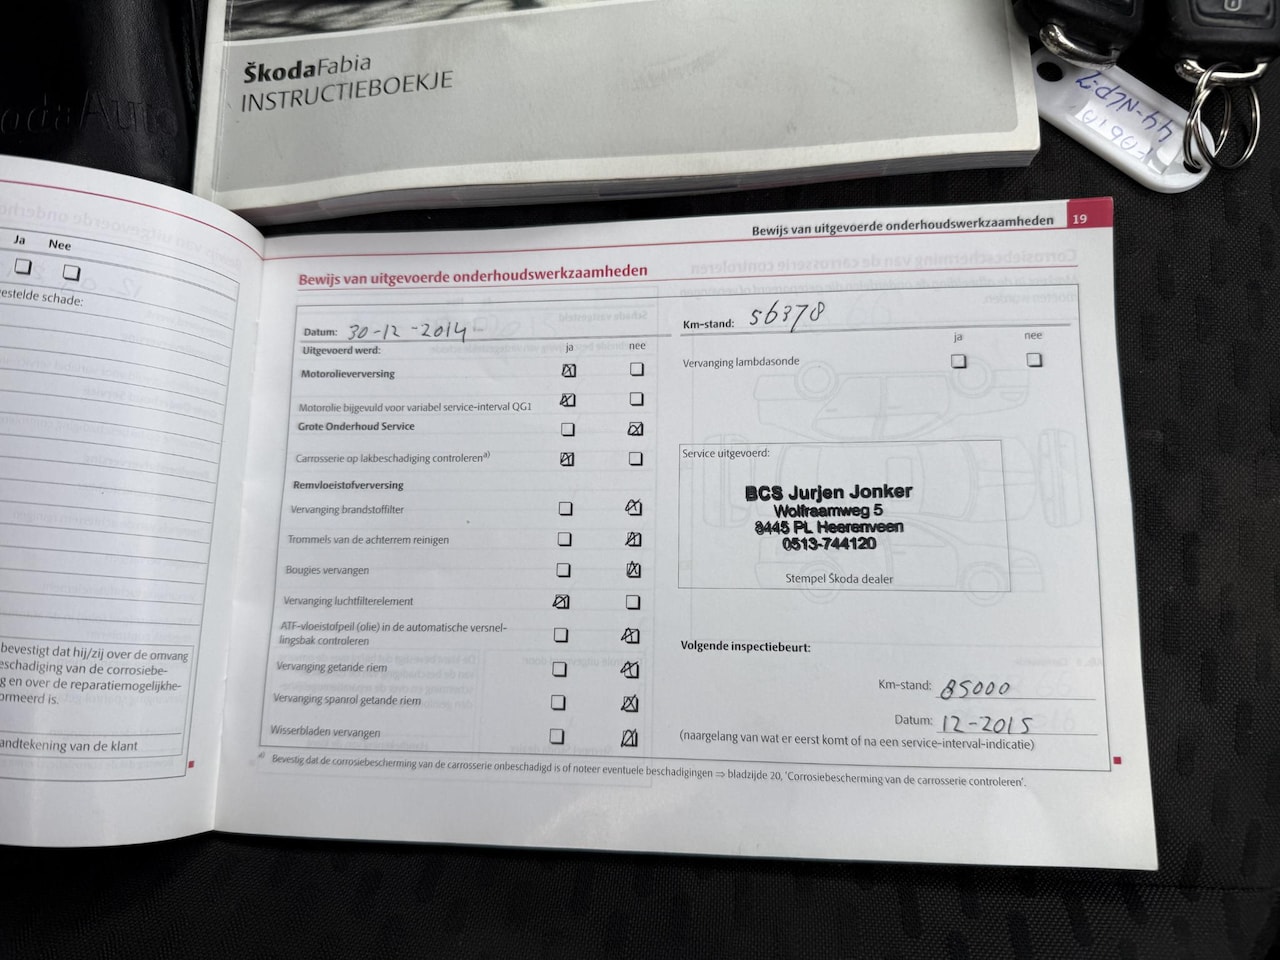 ŠkodaFabia
INSTRUCTIEBOEKJE
FABIA
44-NLP-7
Ja Nee
estelde schade:
bevestigt dat hij/zij over de omvang
eschadiging van de corrosiebe-
g en over de reparatiemogelijkhe-
ormeerd is.
andtekening van de klant
Bewijs van uitgevoerde onderhoudswerkzaamheden 19
Bewijs van uitgevoerde onderhoudswerkzaamheden
Datum: 30-12-2014-
Uitgevoerd werd: ja nee
Motorolieverversing
Motorolie bijgevuld voor variabel service-interval QG1
Grote Onderhoud Service
Carrosserie op lakbeschadiging controleren a)
Remvloeistofverversing
Vervanging brandstoffilter
Trommels van de achterrem reinigen
Bougies vervangen
Vervanging luchtfilterelement
ATF-vloeistofpeil (olie) in de automatische versnel-
lingsbak controleren
Vervanging getande riem
Vervanging spanrol getande riem
Wisserbladen vervangen
Km-stand: 56378
ja nee
Vervanging lambdasonde
Service uitgevoerd:
BCS Jurjen Jonker
Wolfraamweg 5
8445 PL Heerenveen
0513-744120
Stempel Škoda dealer
Volgende inspectiebeurt:
Km-stand: 85000
Datum: 12-2015
(naargelang van wat er eerst komt of na een service-interval-indicatie)
a) Bevestig dat de corrosiebescherming van de carrosserie onbeschadigd is of noteer eventuele beschadigingen ⇒ bladzijde 20, 'Corrosiebescherming van de carrosserie controleren'.